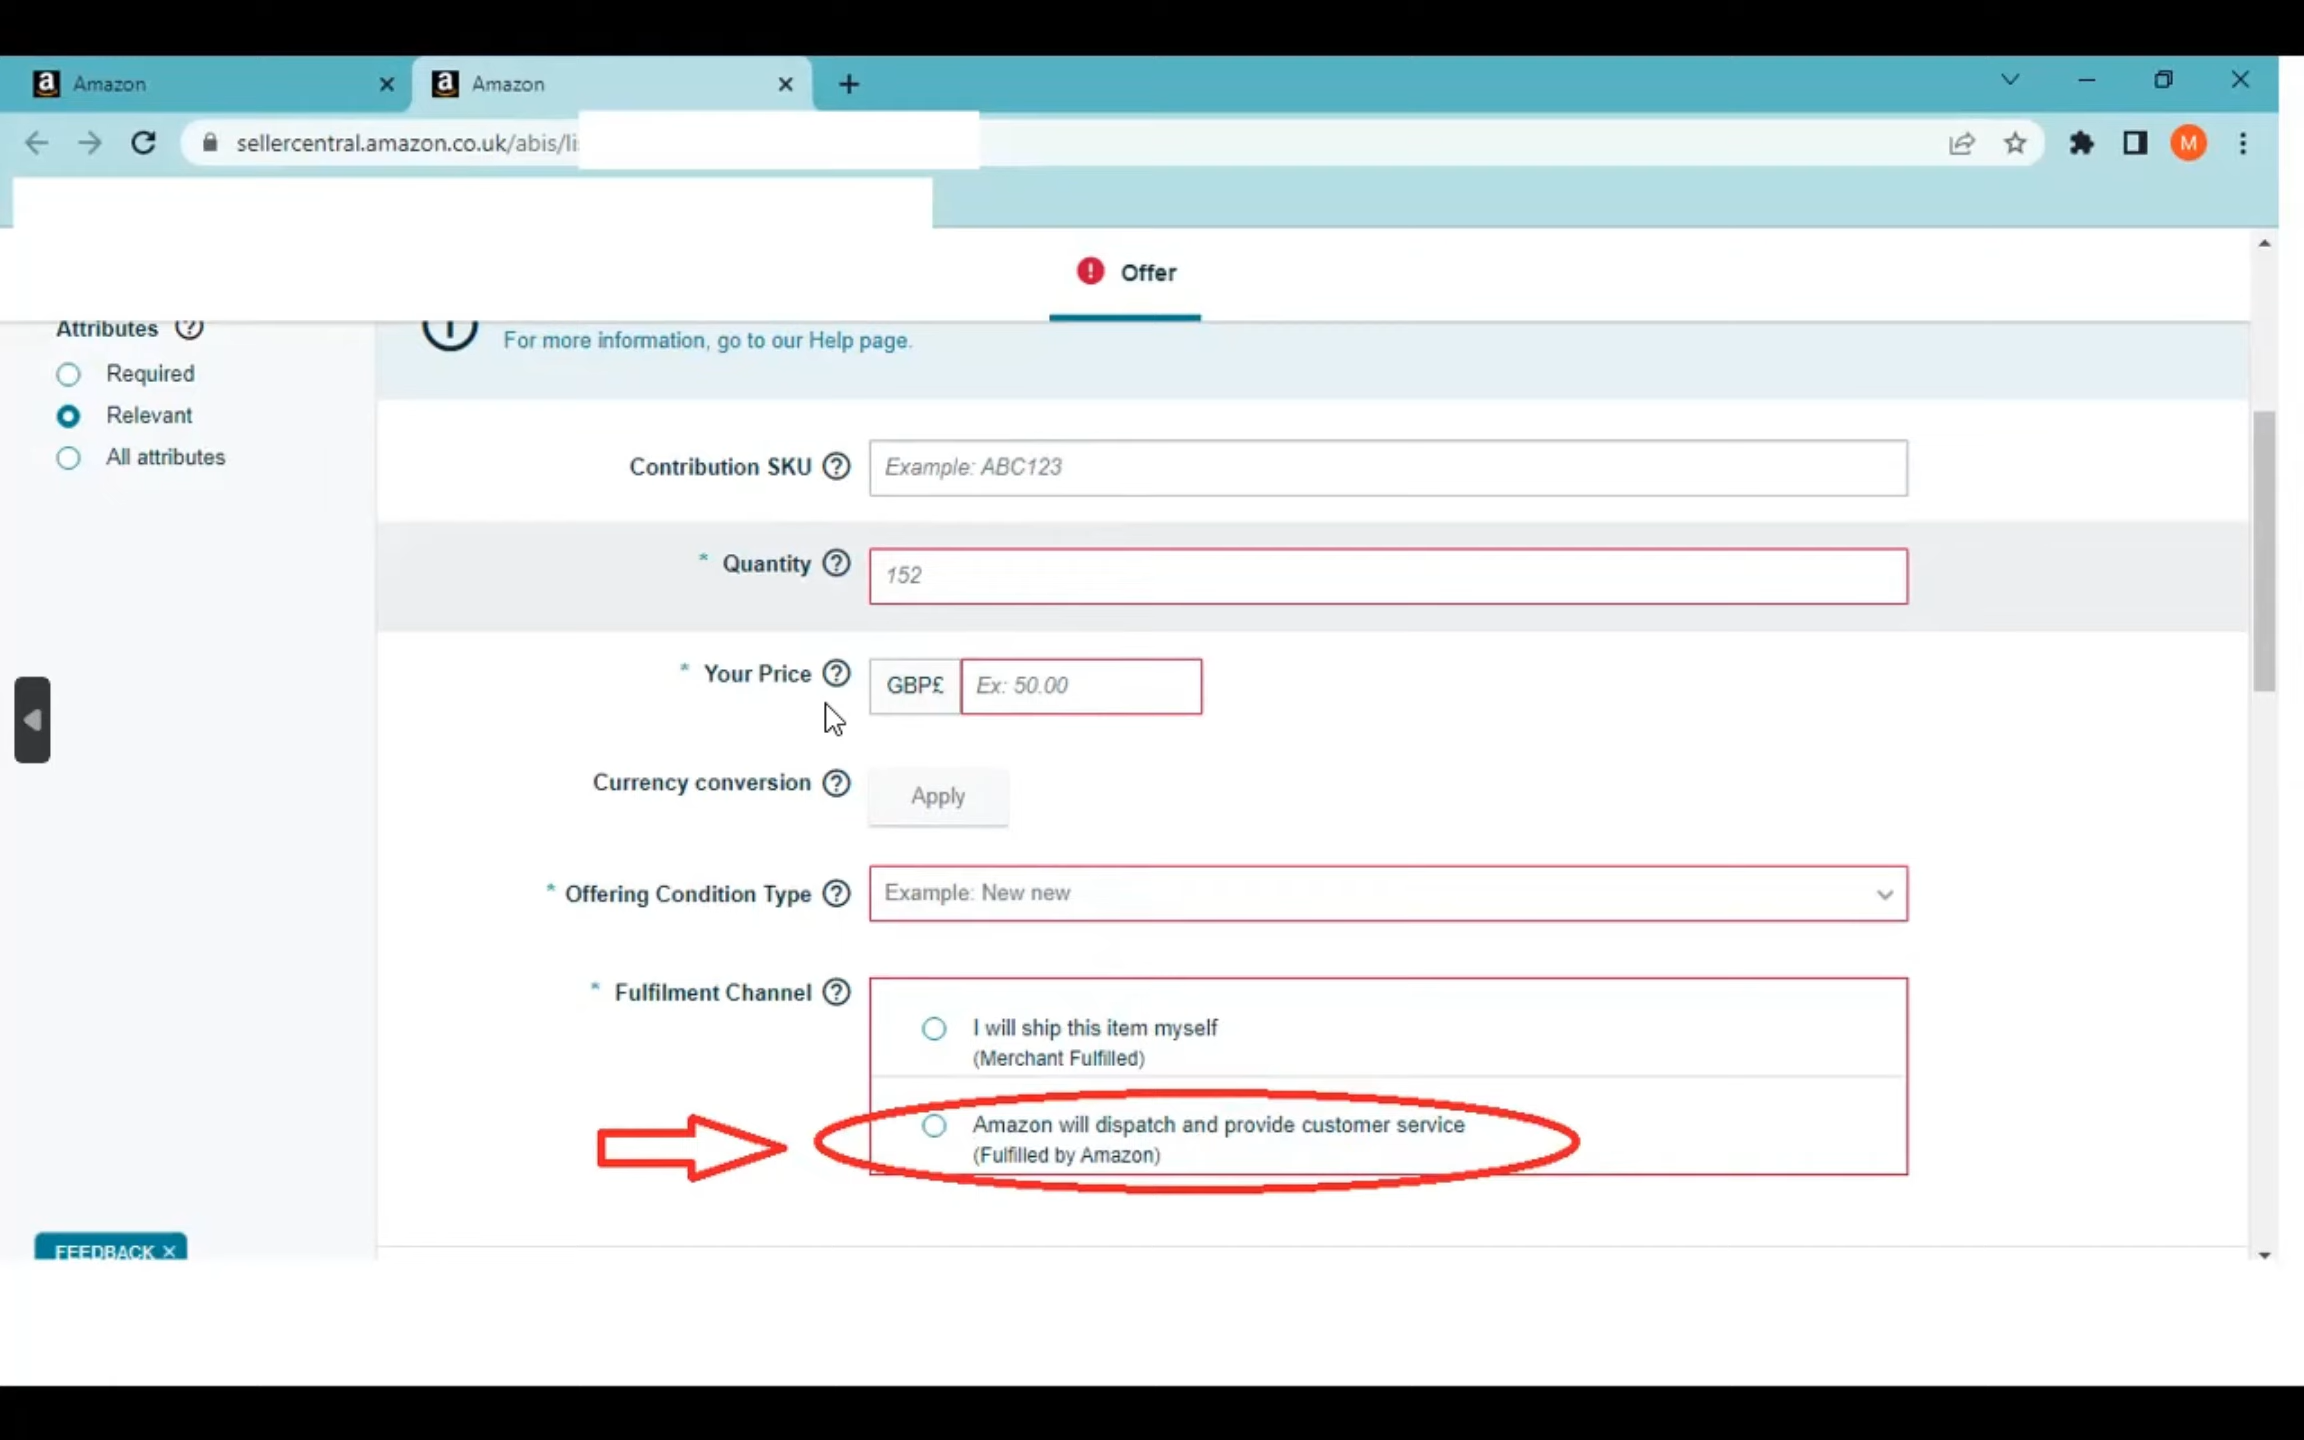 Amazon
Amazon
sellercentral.amazon.co.uk/abis/li
M
Offer
Attributes
For more information, go to our Help page.
Required
Relevant
All attributes
Contribution SKU
Example: ABC123
* Quantity
152
* Your Price
GBP£
Ex: 50.00
Currency conversion
Apply
* Offering Condition Type
Example: New new
* Fulfilment Channel
I will ship this item myself
(Merchant Fulfilled)
Amazon will dispatch and provide customer service
(Fulfilled by Amazon)
FEEDBACK ×